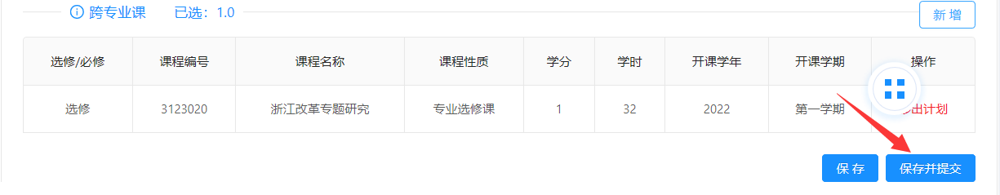 跨专业课 已选：1.0
新 增
选修/必修 课程编号 课程名称 课程性质 学分 学时 开课学年 开课学期 操作
选修 3123020 浙江改革专题研究 专业选修课 1 32 2022 第一学期 出计划
保 存 保存并提交